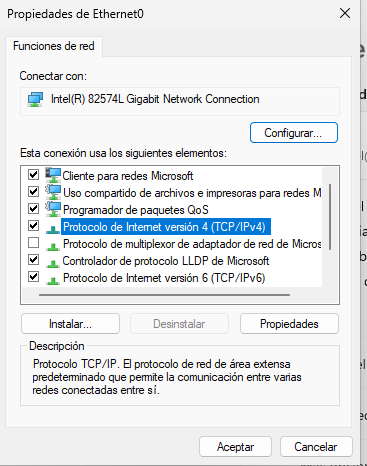 Propiedades de Ethernet0
Funciones de red
Conectar con:
Intel(R) 82574L Gigabit Network Connection
Configurar...
Esta conexión usa los siguientes elementos:
Cliente para redes Microsoft
Uso compartido de archivos e impresoras para redes M
Programador de paquetes QoS
Protocolo de Internet versión 4 (TCP/IPv4)
Protocolo de multiplexor de adaptador de red de Micros
Controlador de protocolo LLDP de Microsoft
Protocolo de Internet versión 6 (TCP/IPv6)
Instalar...
Desinstalar
Propiedades
Descripción
Protocolo TCP/IP. El protocolo de red de área extensa
predeterminado que permite la comunicación entre varias
redes conectadas entre sí.
Aceptar
Cancelar